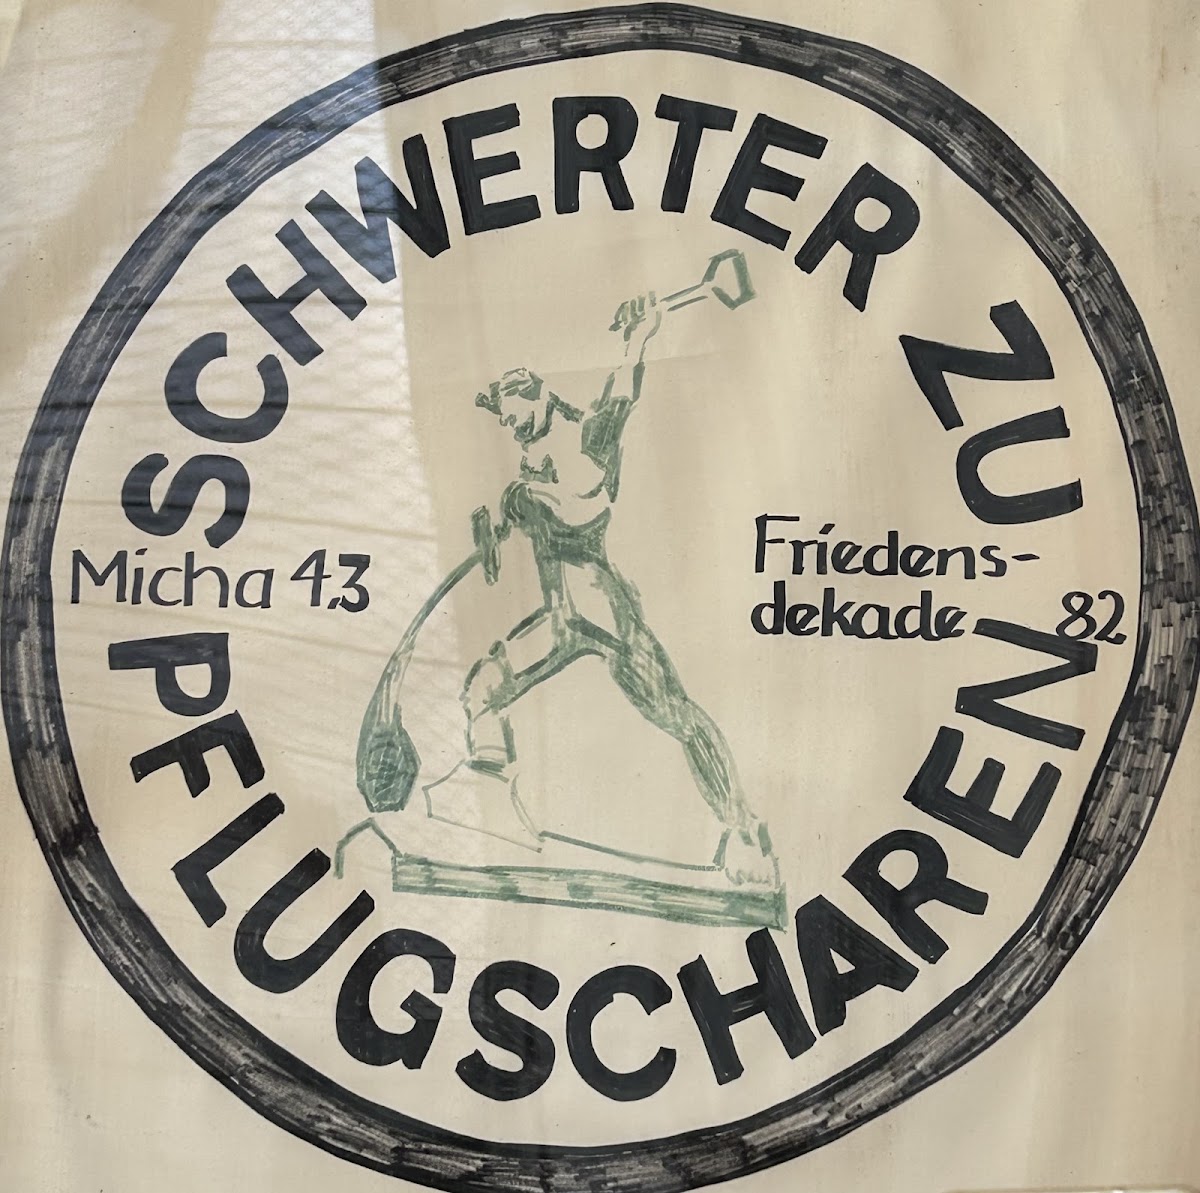 SCHWERTER ZU
PFLUGSCHAREN
Micha 4,3
Friedens-
dekade 82